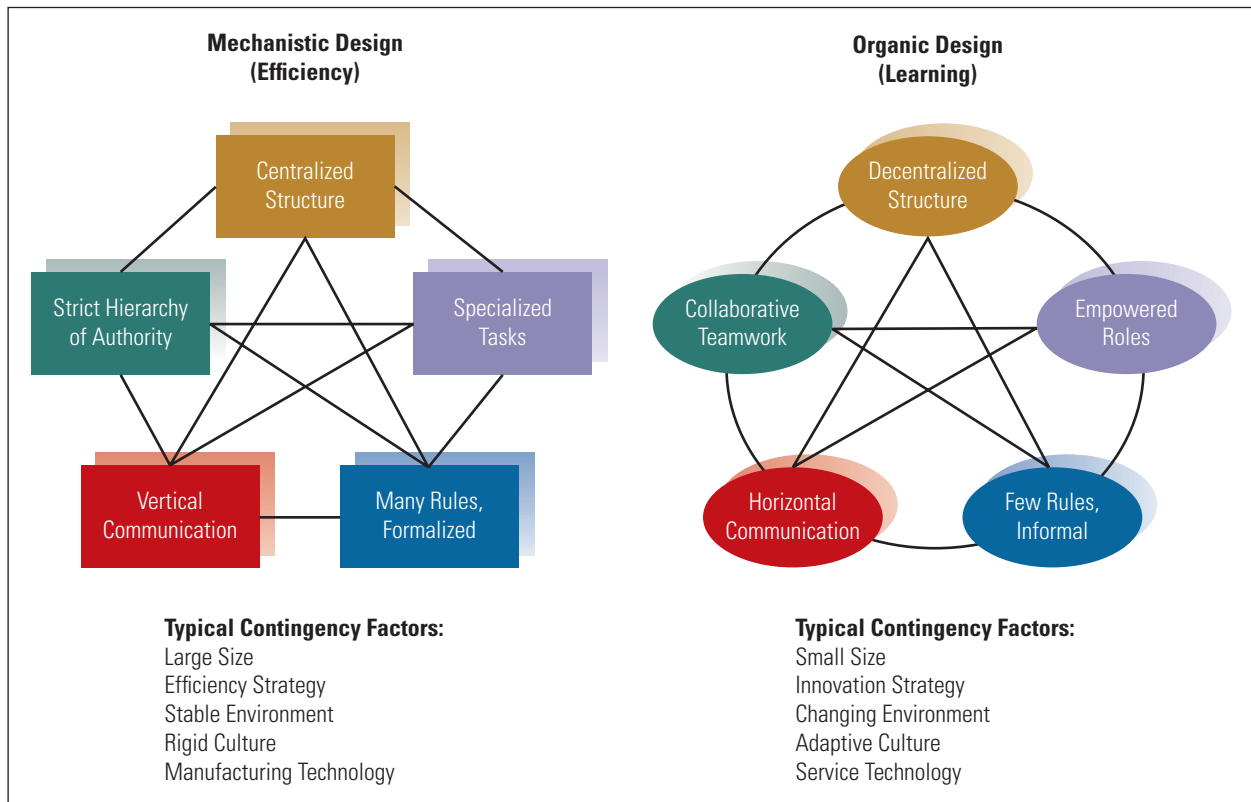 Mechanistic Design
(Efficiency)
Centralized
Structure
Strict Hierarchy
of Authority
Specialized
Tasks
Vertical
Communication
Many Rules,
Formalized
Typical Contingency Factors:
Large Size
Efficiency Strategy
Stable Environment
Rigid Culture
Manufacturing Technology
Organic Design
(Learning)
Decentralized
Structure
Collaborative
Teamwork
Empowered
Roles
Horizontal
Communication
Few Rules,
Informal
Typical Contingency Factors:
Small Size
Innovation Strategy
Changing Environment
Adaptive Culture
Service Technology